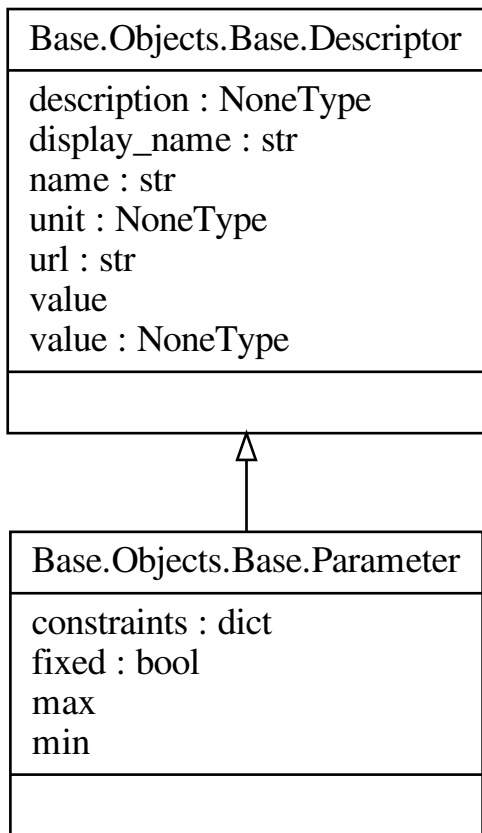 Base.Objects.Base.Descriptor
description : NoneType
display_name : str
name : str
unit : NoneType
url : str
value
value : NoneType
Base.Objects.Base.Parameter
constraints : dict
fixed : bool
max
min